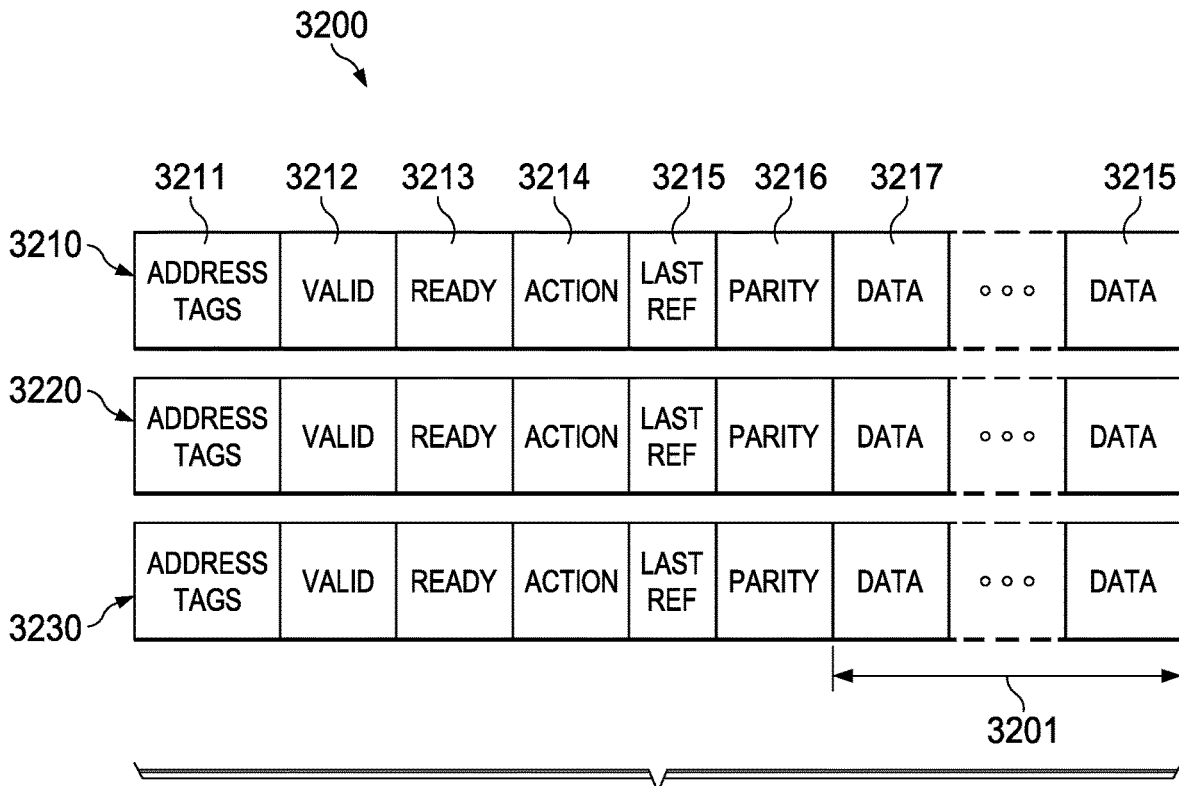 3200
3211 3212 3213 3214 3215 3216 3217 3215
3210
ADDRESS TAGS VALID READY ACTION LAST REF PARITY DATA DATA
3220
ADDRESS TAGS VALID READY ACTION LAST REF PARITY DATA DATA
ADDRESS TAGS VALID READY ACTION LAST REF PARITY DATA DATA
3230
3201